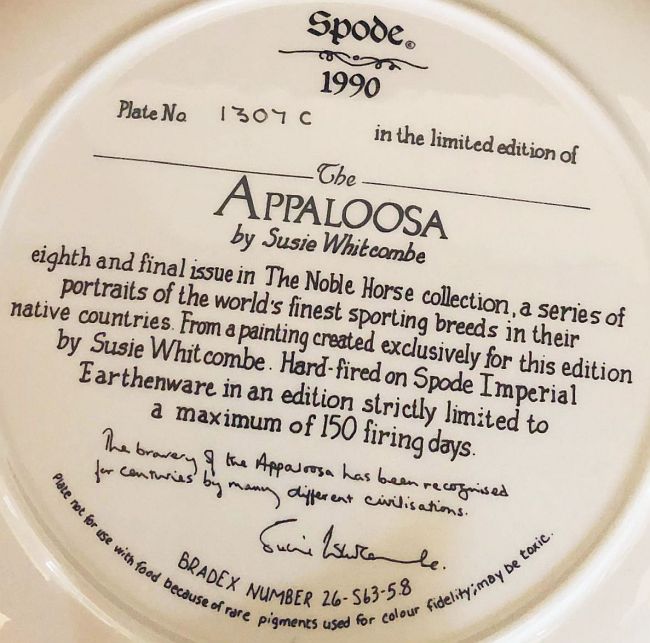 Spode®
1990
Plate No. 1307 C in the limited edition of
The
APPALOOSA
by Susie Whitcombe
eighth and final issue in The Noble Horse collection, a series of
portraits of the world's finest sporting breeds in their
native countries. From a painting created exclusively for this edition
by Susie Whitcombe. Hard-fired on Spode Imperial
Earthenware in an edition strictly limited to
a maximum of 150 firing days.
The bravery of the Appaloosa has been recognised
for centuries by many different civilisations.
Susie Whitcombe.
BRADEX NUMBER 26-S63-5.8
Plate not for use with food because of rare pigments used for colour fidelity; may be toxic.